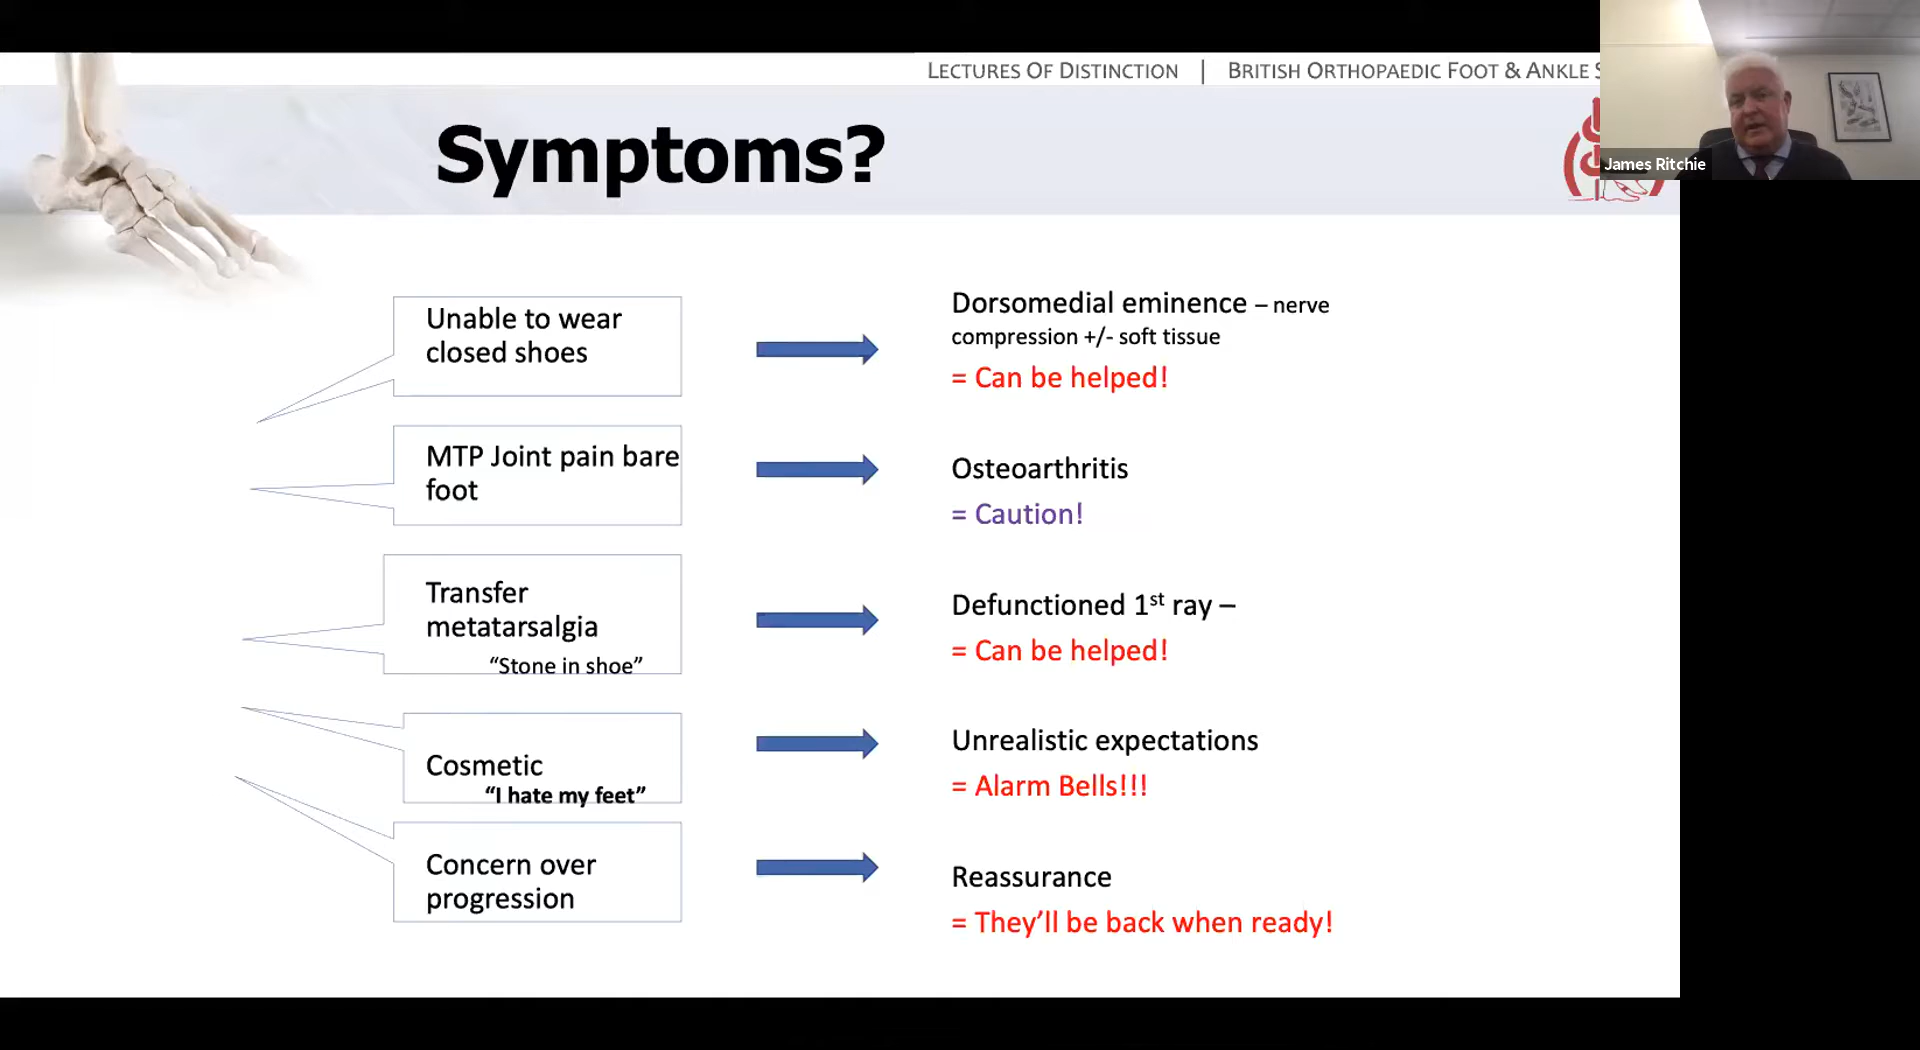 LECTURES OF DISTINCTION | BRITISH ORTHOPAEDIC FOOT & ANKLE
James Ritchie
Symptoms?
Unable to wear
closed shoes
Dorsomedial eminence – nerve
compression +/- soft tissue
= Can be helped!
MTP Joint pain bare
foot
Osteoarthritis
= Caution!
Transfer
metatarsalgia
“Stone in shoe”
Defunctioned 1st ray –
= Can be helped!
Cosmetic
“I hate my feet”
Unrealistic expectations
= Alarm Bells!!!
Concern over
progression
Reassurance
= They’ll be back when ready!